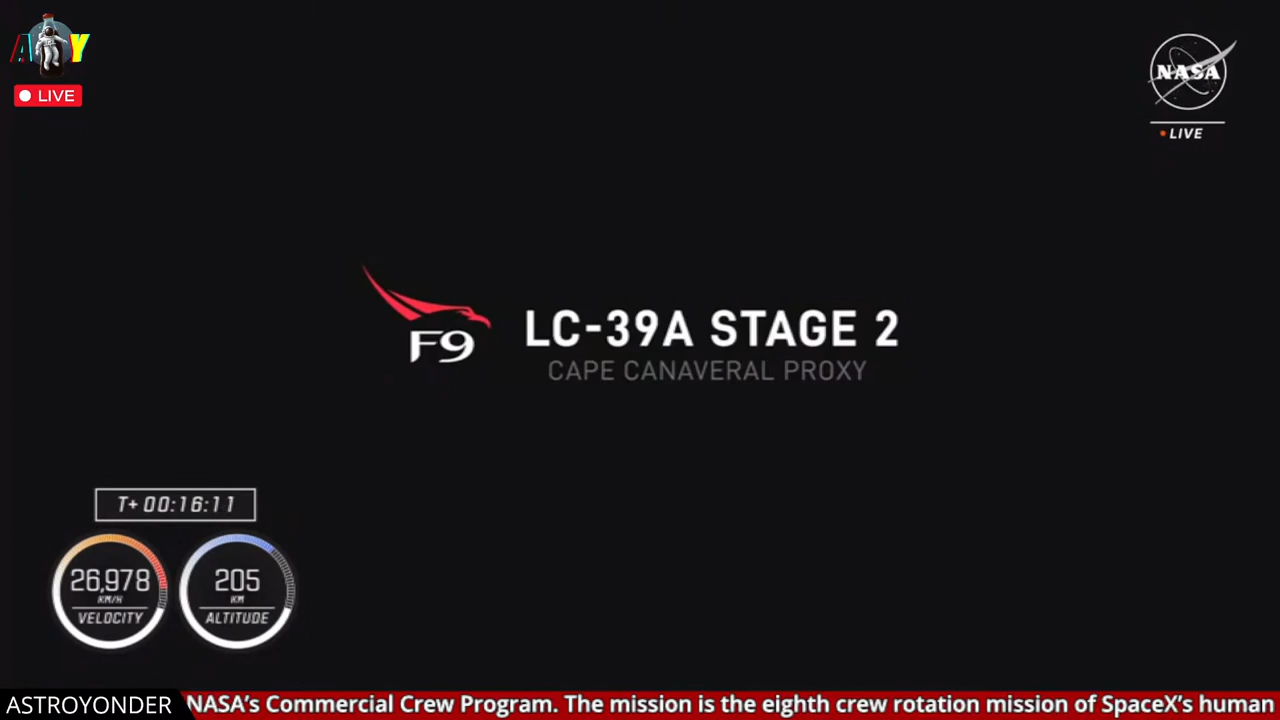 A Y
LIVE
NASA
LIVE
F9
LC-39A STAGE 2
CAPE CANAVERAL PROXY
T+ 00:16:11
26,978
KM/H
VELOCITY
205
KM
ALTITUDE
ASTROYONDER
NASA’s Commercial Crew Program. The mission is the eighth crew rotation mission of SpaceX’s human